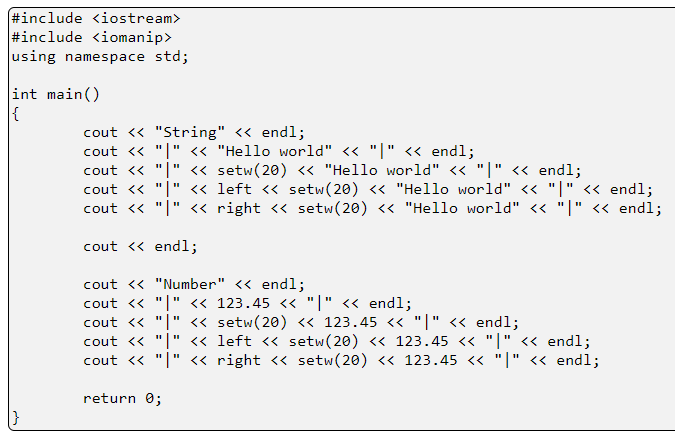 #include <iostream>
#include <iomanip>
using namespace std;

int main()
{
        cout << "String" << endl;
        cout << "|" << "Hello world" << "|" << endl;
        cout << "|" << setw(20) << "Hello world" << "|" << endl;
        cout << "|" << left << setw(20) << "Hello world" << "|" << endl;
        cout << "|" << right << setw(20) << "Hello world" << "|" << endl;

        cout << endl;

        cout << "Number" << endl;
        cout << "|" << 123.45 << "|" << endl;
        cout << "|" << setw(20) << 123.45 << "|" << endl;
        cout << "|" << left << setw(20) << 123.45 << "|" << endl;
        cout << "|" << right << setw(20) << 123.45 << "|" << endl;

        return 0;
}